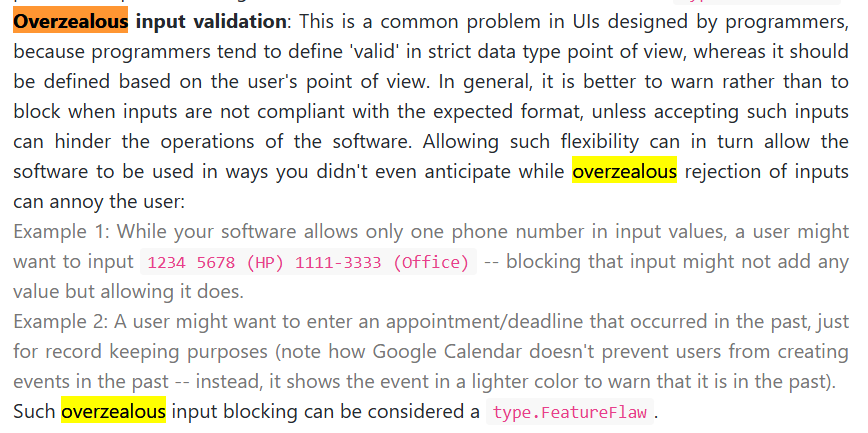 Overzealous input validation: This is a common problem in UIs designed by programmers,
because programmers tend to define 'valid' in strict data type point of view, whereas it should
be defined based on the user's point of view. In general, it is better to warn rather than to
block when inputs are not compliant with the expected format, unless accepting such inputs
can hinder the operations of the software. Allowing such flexibility can in turn allow the
software to be used in ways you didn't even anticipate while overzealous rejection of inputs
can annoy the user:
Example 1: While your software allows only one phone number in input values, a user might
want to input 1234 5678 (HP) 1111-3333 (Office) -- blocking that input might not add any
value but allowing it does.
Example 2: A user might want to enter an appointment/deadline that occurred in the past, just
for record keeping purposes (note how Google Calendar doesn't prevent users from creating
events in the past -- instead, it shows the event in a lighter color to warn that it is in the past).
Such overzealous input blocking can be considered a type.FeatureFlaw.